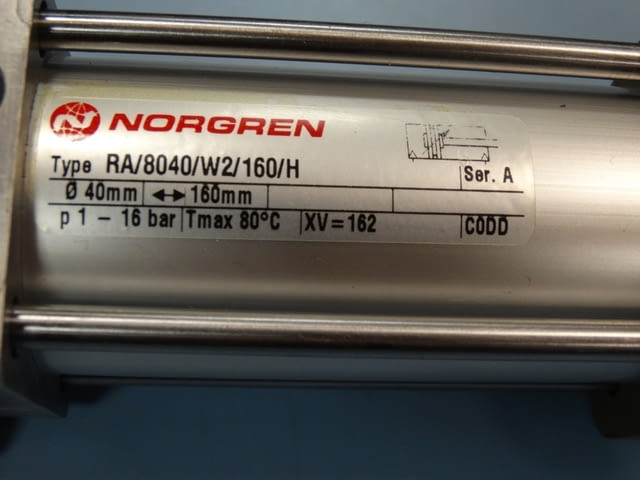 NORGREN
Type RA/8040/W2/160/H Ser. A
Ø 40mm ↔ 160mm
p 1 – 16 bar Tmax 80°C XV=162 CODD